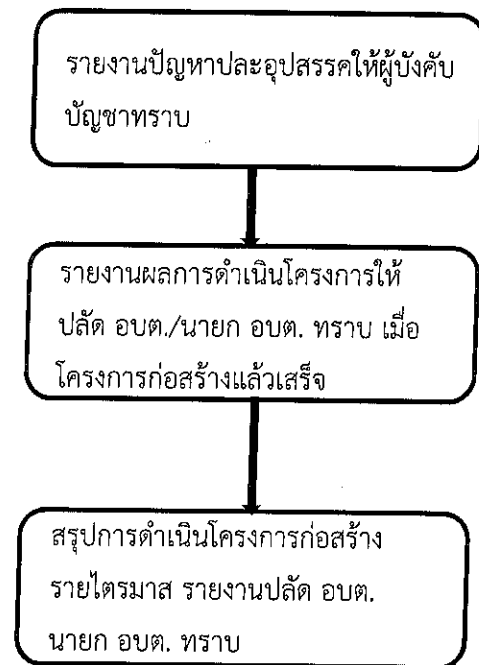 รายงานปัญหาปละอุปสรรคให้ผู้บังคับ
บัญชาทราบ
รายงานผลการดำเนินโครงการให้
ปลัด อบต./นายก อบต. ทราบ เมื่อ
โครงการก่อสร้างแล้วเสร็จ
สรุปการดำเนินโครงการก่อสร้าง
รายไตรมาส รายงานปลัด อบต.
นายก อบต. ทราบ